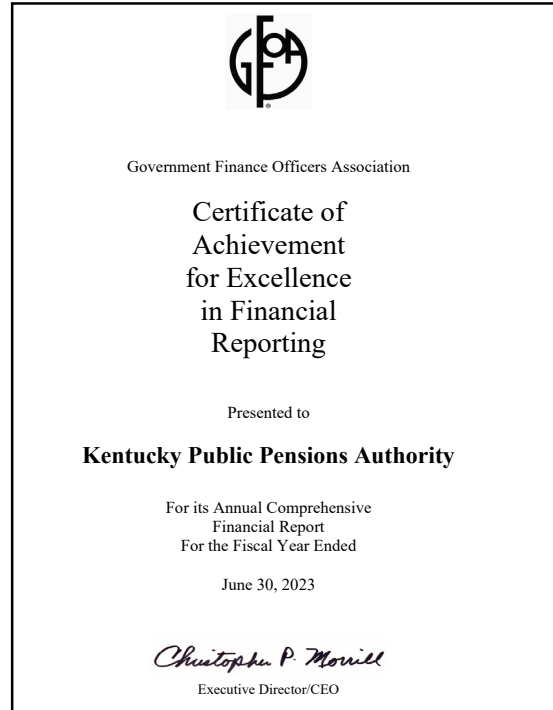 GFOA
Government Finance Officers Association
Certificate of
Achievement
for Excellence
in Financial
Reporting
Presented to
Kentucky Public Pensions Authority
For its Annual Comprehensive
Financial Report
For the Fiscal Year Ended
June 30, 2023
Christopher P. Morrill
Executive Director/CEO